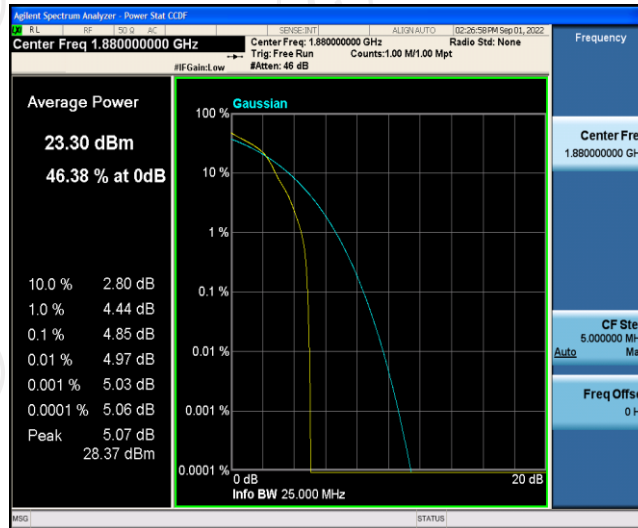 Agilent Spectrum Analyzer - Power Stat CCDF
RL RF 50 Ω AC SENSE:INT ALIGN AUTO 02:26:58 PM Sep 01, 2022
Center Freq 1.880000000 GHz
Center Freq: 1.880000000 GHz Radio Std: None
Trig: Free Run Counts:1.00 M/1.00 Mpt
#IFGain:Low #Atten: 46 dB
Frequency
Average Power
23.30 dBm
46.38 % at 0dB
10.0 % 2.80 dB
1.0 % 4.44 dB
0.1 % 4.85 dB
0.01 % 4.97 dB
0.001 % 5.03 dB
0.0001 % 5.06 dB
Peak 5.07 dB
28.37 dBm
Gaussian
100 %
10 %
1 %
0.1 %
0.01 %
0.001 %
0.0001 %
0 dB 20 dB
Info BW 25.000 MHz
Center Fre
1.880000000 GH
CF Ste
5.000000 MH
Auto Ma
Freq Offse
0 H
MSG STATUS